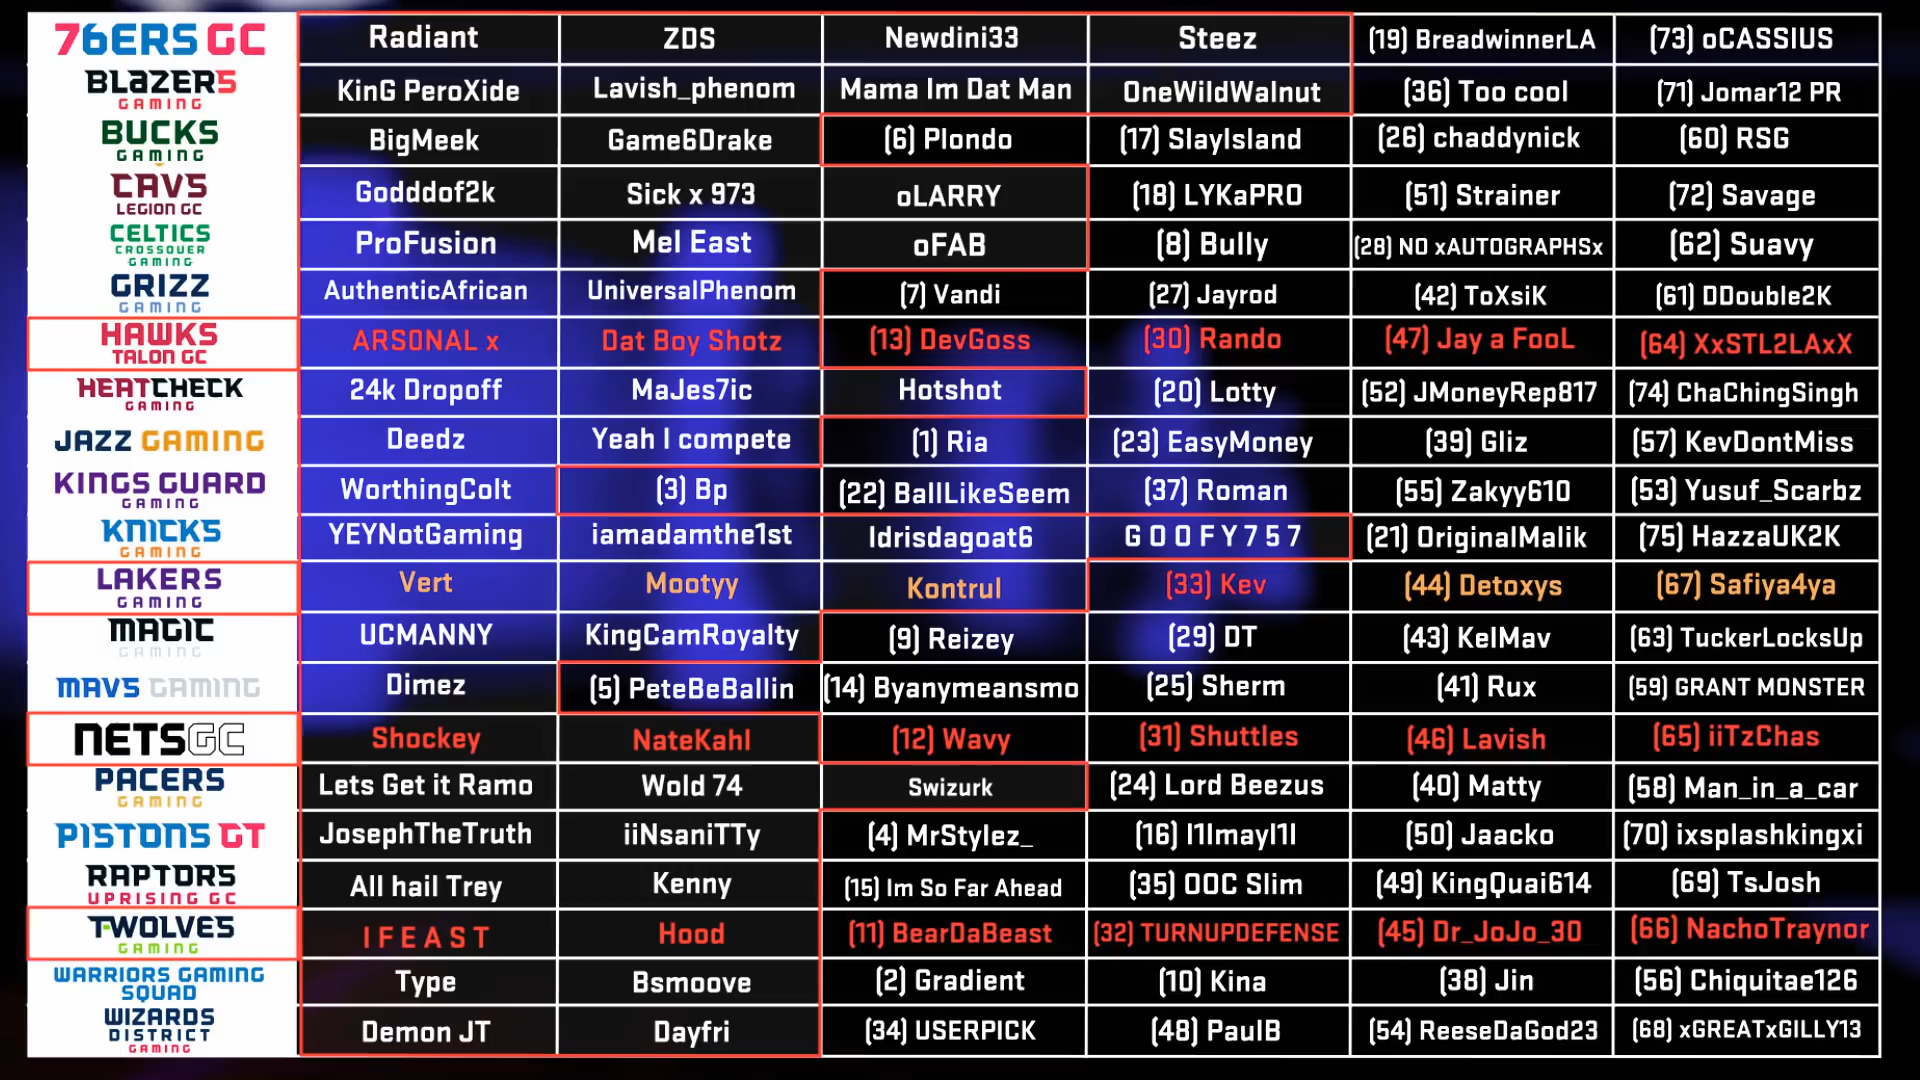 76ERS GC Radiant ZDS Newdini33 Steez (19) BreadwinnerLA (73) oCASSIUS
BLAZER5 GAMING KinG PeroXide Lavish_phenom Mama Im Dat Man OneWildWalnut (36) Too cool (71) Jomar12 PR
BUCKS GAMING BigMeek Game6Drake (6) Plondo (17) SlayIsland (26) chaddynick (60) RSG
CAVS LEGION GC Godddof2k Sick x 973 oLARRY (18) LYKaPRO (51) Strainer (72) Savage
CELTICS CROSSOVER GAMING ProFusion Mel East oFAB (8) Bully (28) NO xAUTOGRAPHSx (62) Suavy
GRIZZ GAMING AuthenticAfrican UniversalPhenom (7) Vandi (27) Jayrod (42) ToXsiK (61) DDouble2K
HAWKS TALON GC ARSONAL x Dat Boy Shotz (13) DevGoss (30) Rando (47) Jay a FooL (64) XxSTL2LAxX
HEATCHECK GAMING 24k Dropoff MaJes7ic Hotshot (20) Lotty (52) JMoneyRep817 (74) ChaChingSingh
JAZZ GAMING Deedz Yeah I compete (1) Ria (23) EasyMoney (39) Gliz (57) KevDontMiss
KINGS GUARD GAMING WorthingColt (3) Bp (22) BallLikeSeem (37) Roman (55) Zakyy610 (53) Yusuf_Scarbz
KNICKS GAMING YEYNotGaming iamadamthe1st Idrisdagoat6 G O O F Y 7 5 7 (21) OriginalMalik (75) HazzaUK2K
LAKERS GAMING Vert Mootyy Kontrul (33) Kev (44) Detoxys (67) Safiya4ya
MAGIC GAMING UCMANNY KingCamRoyalty (9) Reizey (29) DT (43) KelMav (63) TuckerLocksUp
MAVS GAMING Dimez (5) PeteBeBallin (14) Byanymeansmo (25) Sherm (41) Rux (59) GRANT MONSTER
NETSGC Shockey NateKahl (12) Wavy (31) Shuttles (46) Lavish (65) iiTzChas
PACERS GAMING Lets Get it Ramo Wold 74 Swizurk (24) Lord Beezus (40) Matty (58) Man_in_a_car
PISTONS GT JosephTheTruth iiNsaniTTy (4) MrStylez_ (16) I1Imayl1I (50) Jaacko (70) ixsplashkingxi
RAPTORS UPRISING GC All hail Trey Kenny (15) Im So Far Ahead (35) OOC Slim (49) KingQuai614 (69) TsJosh
T-WOLVES GAMING I F E A S T Hood (11) BearDaBeast (32) TURNUPDEFENSE (45) Dr_JoJo_30 (66) NachoTraynor
WARRIORS GAMING SQUAD Type Bsmoove (2) Gradient (10) Kina (38) Jin (56) Chiquitae126
WIZARDS DISTRICT GAMING Demon JT Dayfri (34) USERPICK (48) PaulB (54) ReeseDaGod23 (68) xGREATxGILLY13